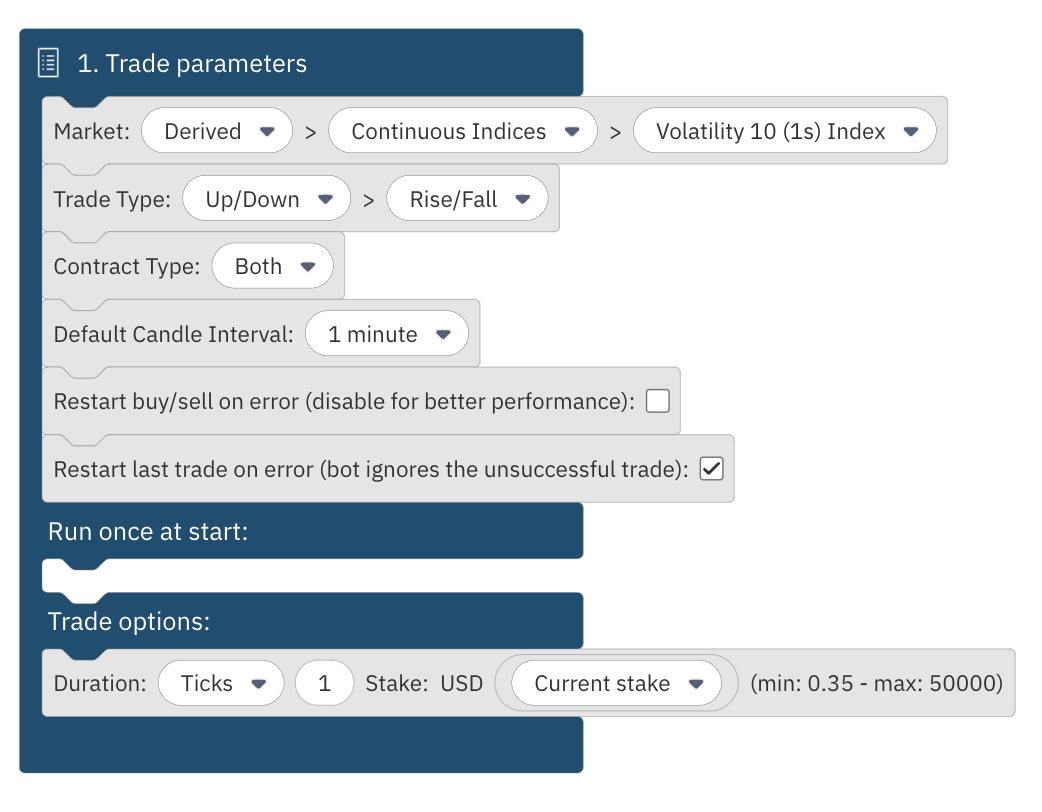 1. Trade parameters
Market: Derived > Continuous Indices > Volatility 10 (1s) Index
Trade Type: Up/Down > Rise/Fall
Contract Type: Both
Default Candle Interval: 1 minute
Restart buy/sell on error (disable for better performance):
Restart last trade on error (bot ignores the unsuccessful trade):
Run once at start:
Trade options:
Duration: Ticks 1 Stake: USD Current stake (min: 0.35 - max: 50000)